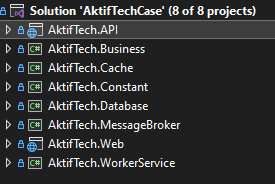 Solution 'AktifTechCase' (8 of 8 projects)
AktifTech.API
C# AktifTech.Business
C# AktifTech.Cache
C# AktifTech.Constant
C# AktifTech.Database
C# AktifTech.MessageBroker
AktifTech.Web
C# AktifTech.WorkerService